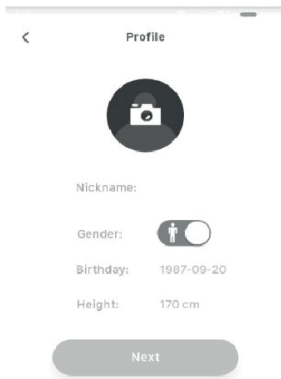 Profile
Nickname:
Gender:
Birthday: 1987-09-20
Height: 170 cm
Next